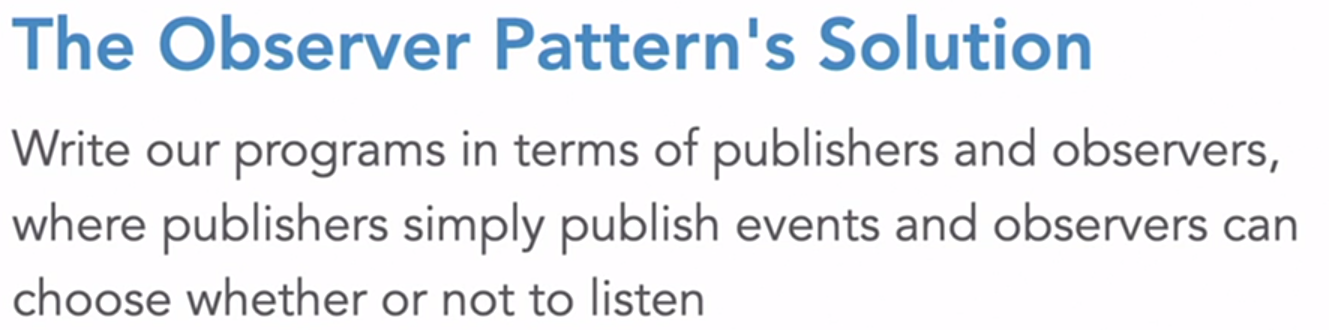 The Observer Pattern's Solution
Write our programs in terms of publishers and observers,
where publishers simply publish events and observers can
choose whether or not to listen